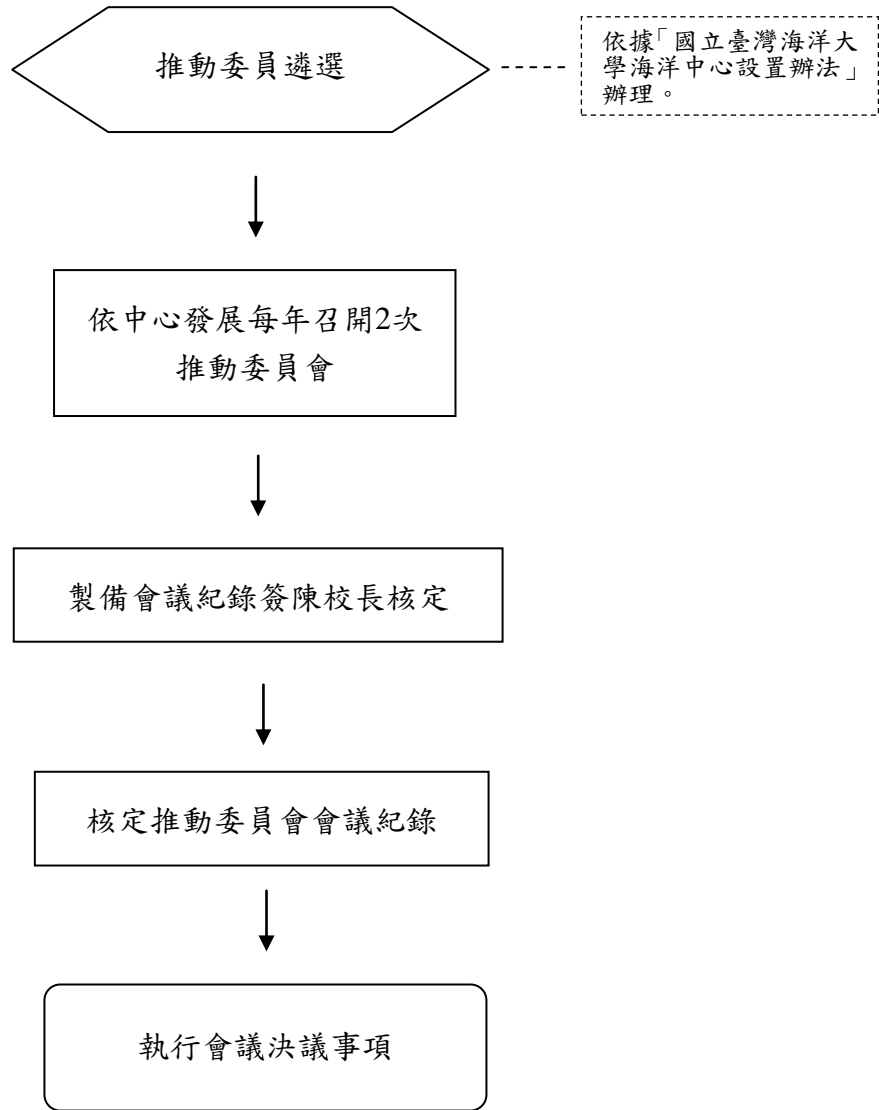 推動委員遴選
依據「國立臺灣海洋大
學海洋中心設置辦法」
辦理。
依中心發展每年召開2次
推動委員會
製備會議紀錄簽陳校長核定
核定推動委員會會議紀錄
執行會議決議事項